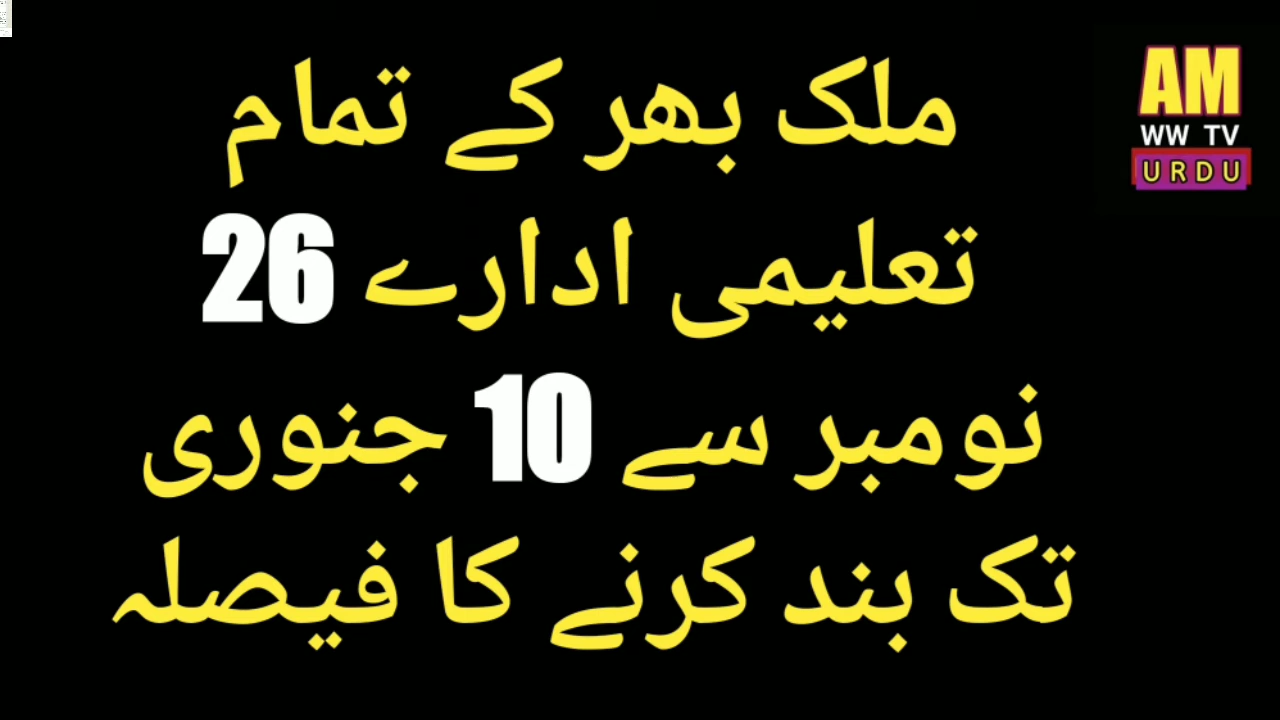 ملک بھر کے تمام
تعلیمی ادارے 26
نومبر سے 10 جنوری
تک بند کرنے کا فیصلہ
AM
WW TV
URDU